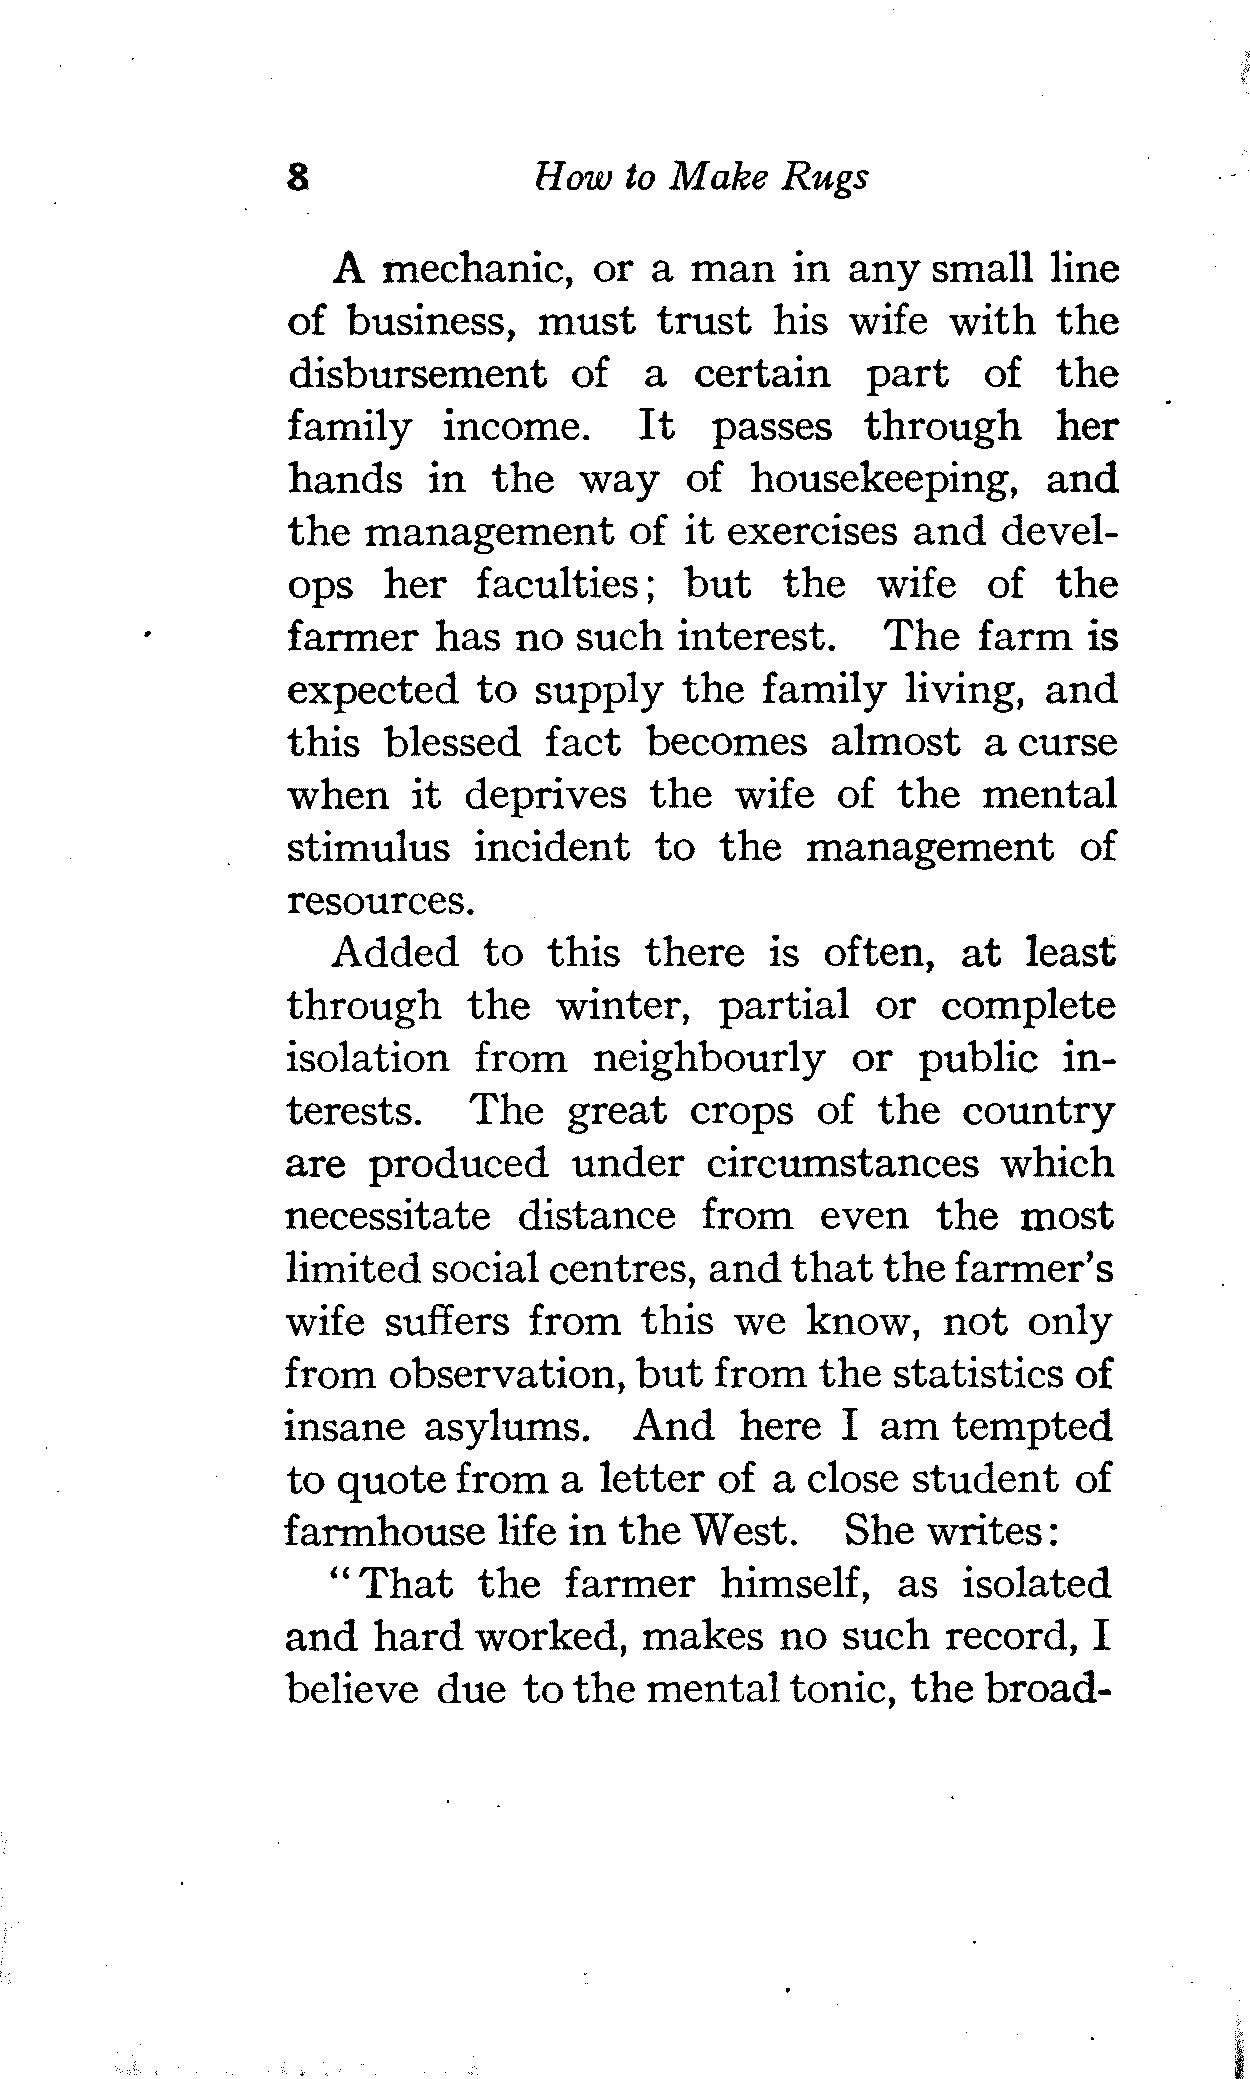 8 How to Make Rugs
A mechanic, or a man in any small line
of business, must trust his wife with the
disbursement of a certain part of the
family income. It passes through her
hands in the way of housekeeping, and
the management of it exercises and devel-
ops her faculties; but the wife of the
farmer has no such interest. The farm is
expected to supply the family living, and
this blessed fact becomes almost a curse
when it deprives the wife of the mental
stimulus incident to the management of
resources.
Added to this there is often, at least
through the winter, partial or complete
isolation from neighbourly or public in-
terests. The great crops of the country
are produced under circumstances which
necessitate distance from even the most
limited social centres, and that the farmer's
wife suffers from this we know, not only
from observation, but from the statistics of
insane asylums. And here I am tempted
to quote from a letter of a close student of
farmhouse life in the West. She writes:
"That the farmer himself, as isolated
and hard worked, makes no such record, I
believe due to the mental tonic, the broad-